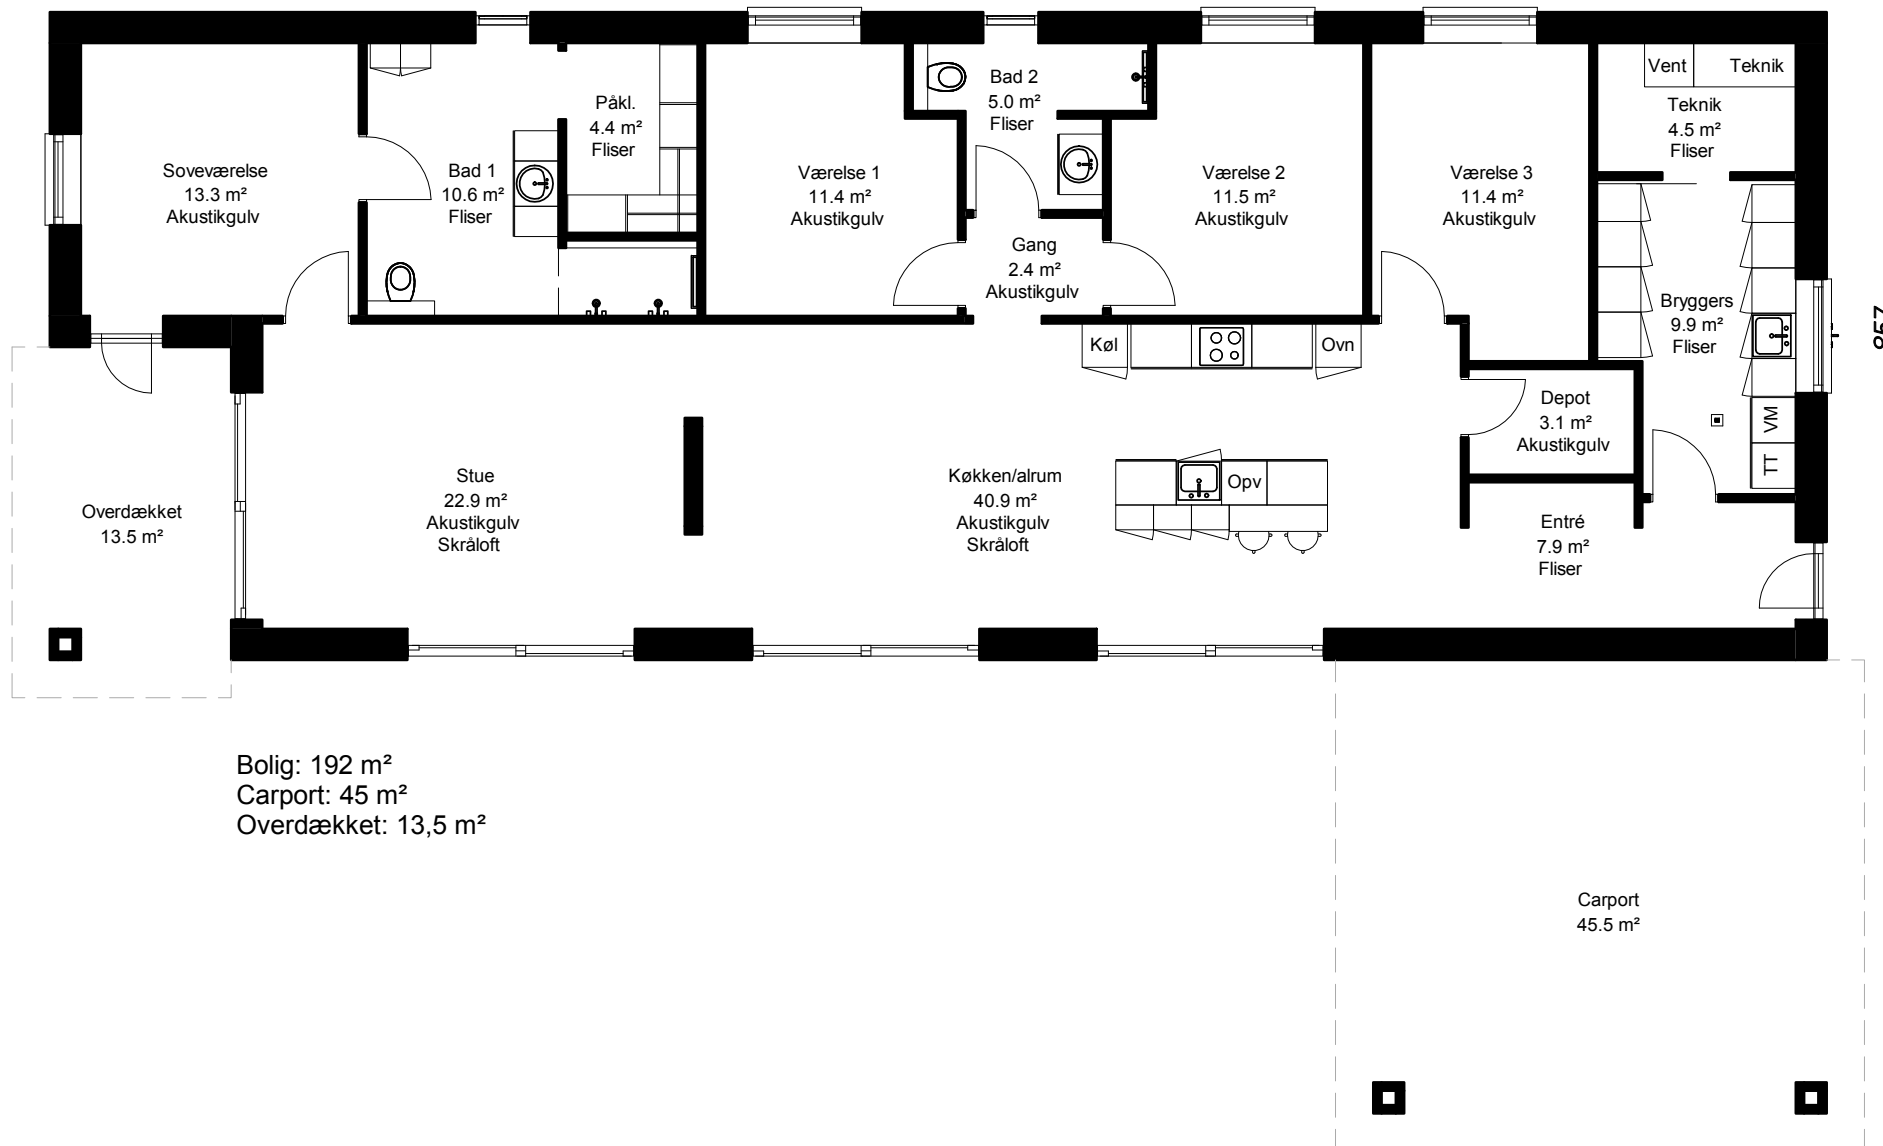 Soveværelse
13.3 m²
Akustikgulv
Bad 1
10.6 m²
Fliser
Påkl.
4.4 m²
Fliser
Værelse 1
11.4 m²
Akustikgulv
Bad 2
5.0 m²
Fliser
Gang
2.4 m²
Akustikgulv
Værelse 2
11.5 m²
Akustikgulv
Værelse 3
11.4 m²
Akustikgulv
Vent
Teknik
Teknik
4.5 m²
Fliser
Bryggers
9.9 m²
Fliser
VM
TT
857
Køl
Ovn
Depot
3.1 m²
Akustikgulv
Overdækket
13.5 m²
Stue
22.9 m²
Akustikgulv
Skråloft
Køkken/alrum
40.9 m²
Akustikgulv
Skråloft
Opv
Entré
7.9 m²
Fliser
Bolig: 192 m²
Carport: 45 m²
Overdækket: 13,5 m²
Carport
45.5 m²